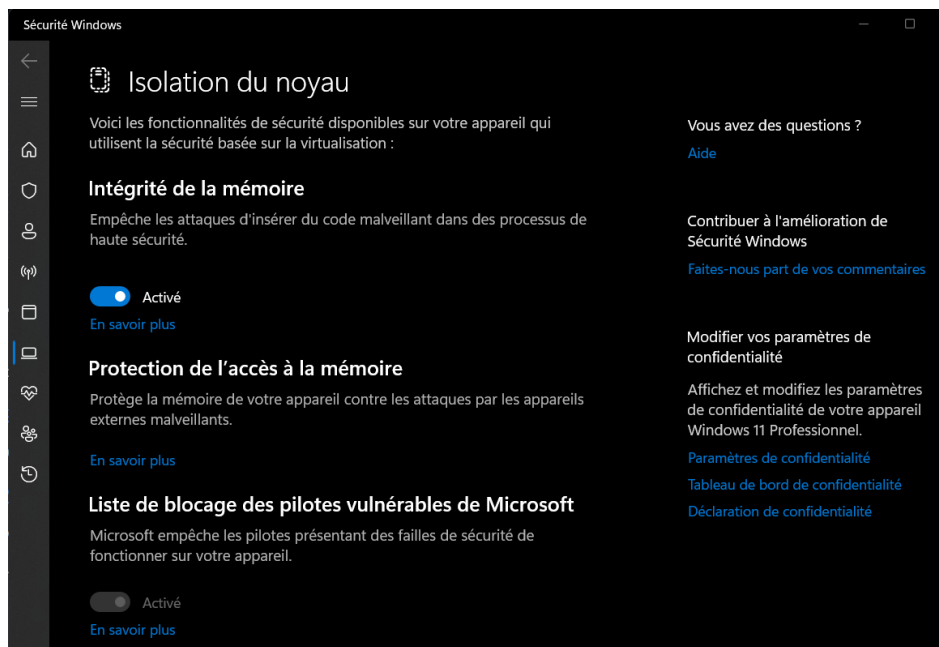 Sécurité Windows
Isolation du noyau
Voici les fonctionnalités de sécurité disponibles sur votre appareil qui
utilisent la sécurité basée sur la virtualisation :
Intégrité de la mémoire
Empêche les attaques d'insérer du code malveillant dans des processus de
haute sécurité.
Activé
En savoir plus
Protection de l’accès à la mémoire
Protège la mémoire de votre appareil contre les attaques par les appareils
externes malveillants.
En savoir plus
Liste de blocage des pilotes vulnérables de Microsoft
Microsoft empêche les pilotes présentant des failles de sécurité de
fonctionner sur votre appareil.
Activé
En savoir plus
Vous avez des questions ?
Aide
Contribuer à l'amélioration de
Sécurité Windows
Faites-nous part de vos commentaires
Modifier vos paramètres de
confidentialité
Affichez et modifiez les paramètres
de confidentialité de votre appareil
Windows 11 Professionnel.
Paramètres de confidentialité
Tableau de bord de confidentialité
Déclaration de confidentialité